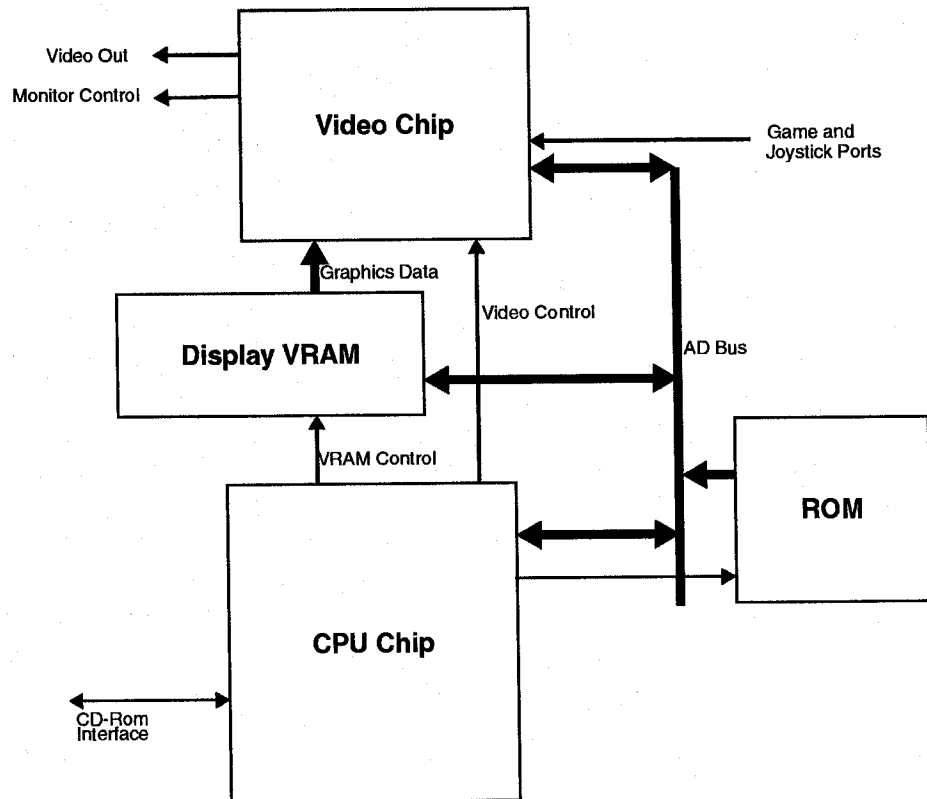 Video Out
Monitor Control
Video Chip
Game and
Joystick Ports
Graphics Data
Video Control
Display VRAM
AD Bus
VRAM Control
ROM
CPU Chip
CD-Rom
Interface